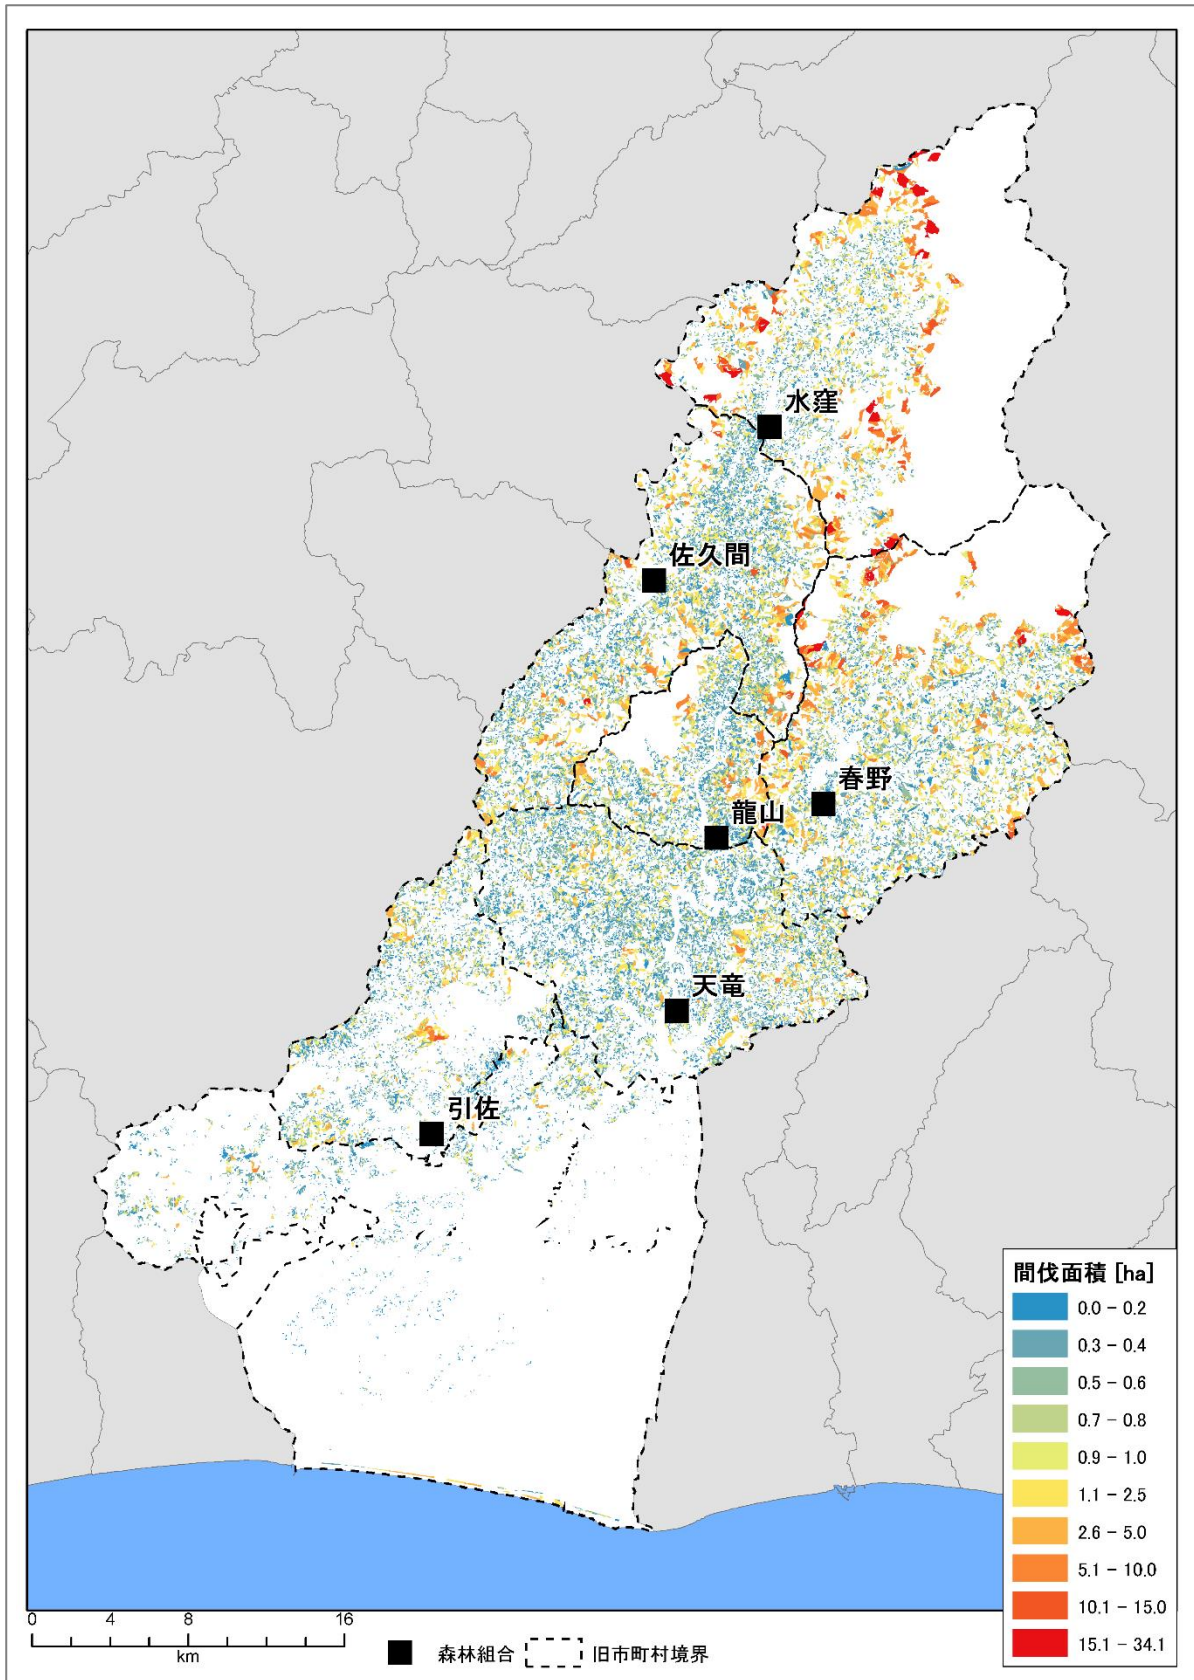 水窪
佐久間
春野
龍山
天竜
引佐
間伐面積 [ha]
0.0 - 0.2
0.3 - 0.4
0.5 - 0.6
0.7 - 0.8
0.9 - 1.0
1.1 - 2.5
2.6 - 5.0
5.1 - 10.0
10.1 - 15.0
15.1 - 34.1
0 4 8 16
km
森林組合 旧市町村境界